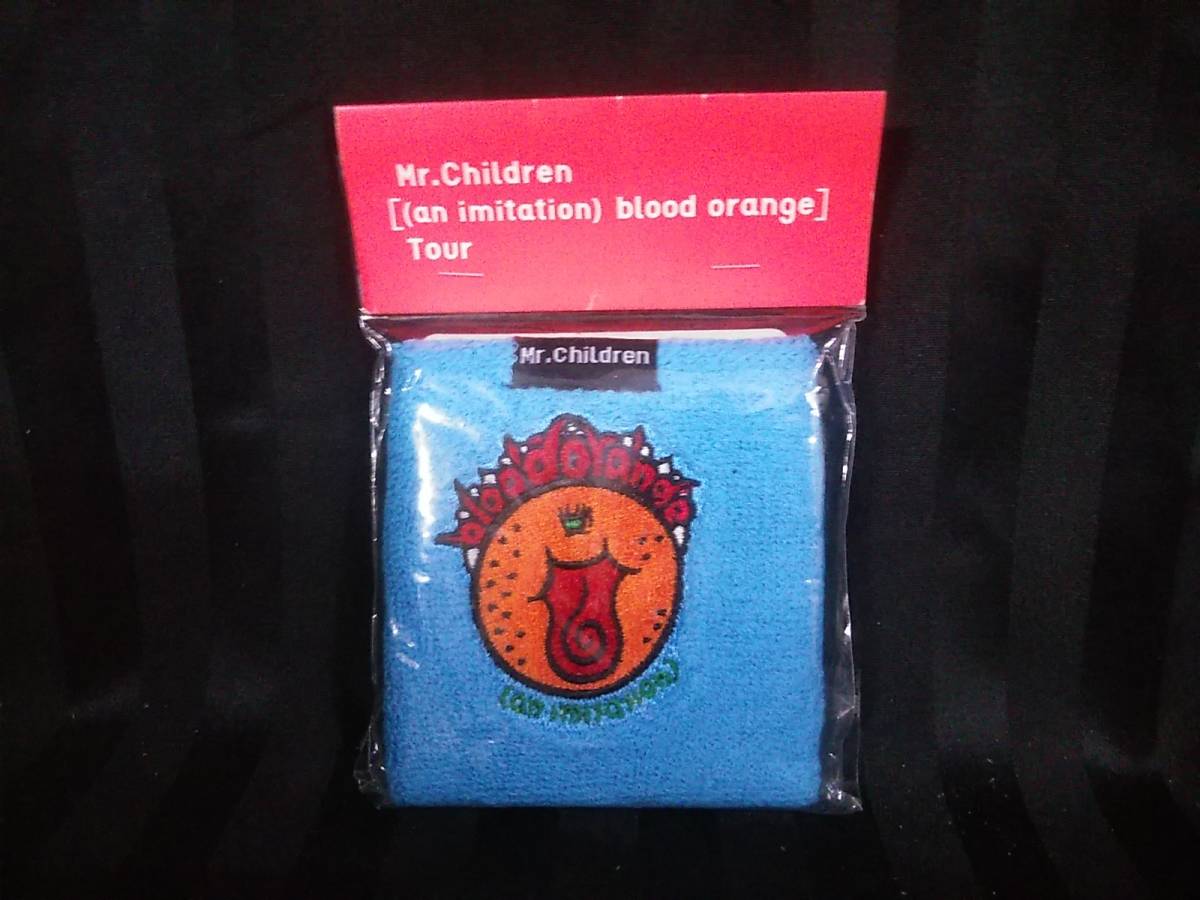 Mr.Children
[(an imitation) blood orange]
Tour
Mr.Children
blood orange
(an imitation)